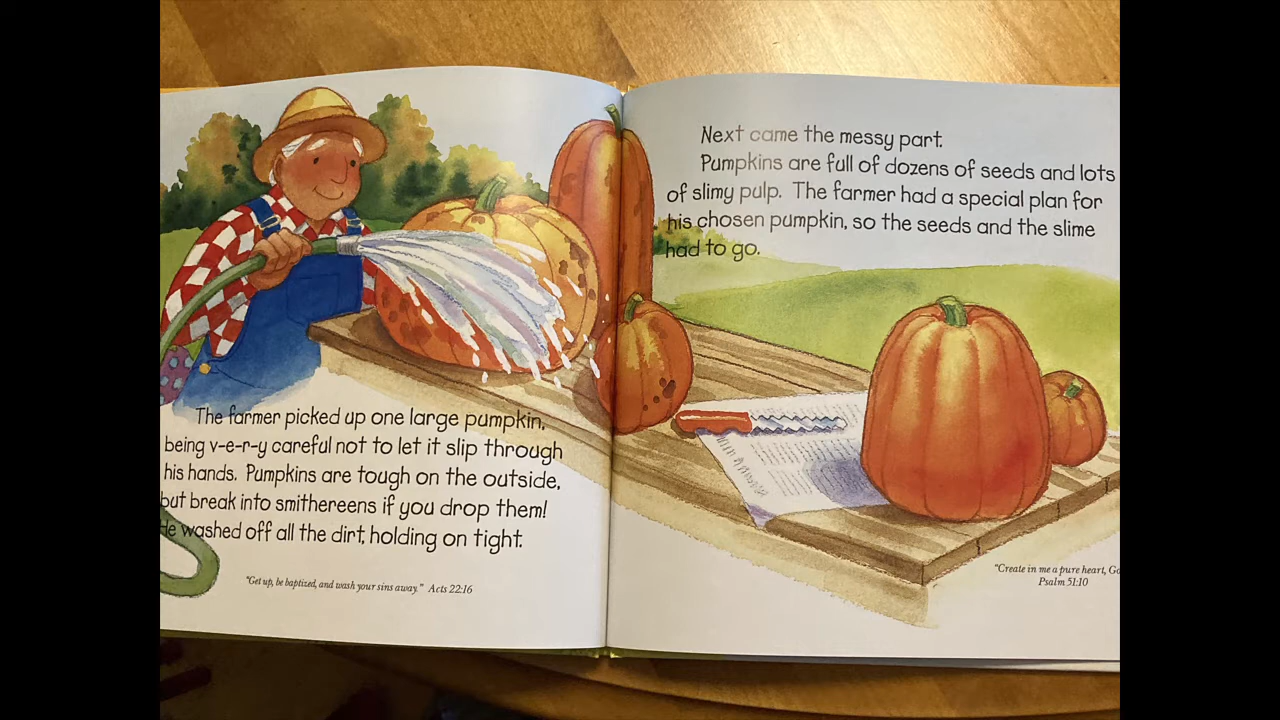 The farmer picked up one large pumpkin,
being v-e-r-y careful not to let it slip through
his hands. Pumpkins are tough on the outside,
but break into smithereens if you drop them!
He washed off all the dirt, holding on tight.
"Get up, be baptized, and wash your sins away." Acts 22:16
Next came the messy part.
Pumpkins are full of dozens of seeds and lots
of slimy pulp. The farmer had a special plan for
his chosen pumpkin, so the seeds and the slime
had to go.
"Create in me a pure heart, Go
Psalm 51:10